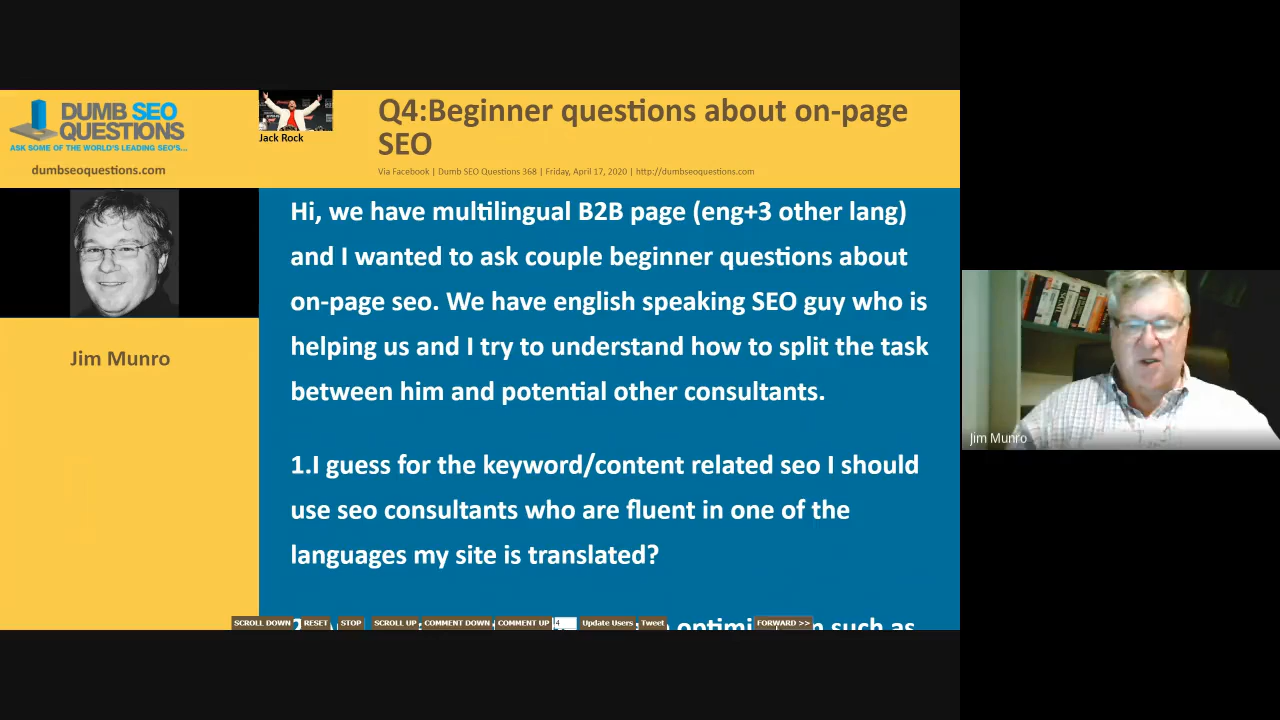 DUMB SEO
QUESTIONS
ASK SOME OF THE WORLD'S LEADING SEO'S...
dumbseoquestions.com
Jack Rock
Q4:Beginner questions about on-page
SEO
Via Facebook | Dumb SEO Questions 368 | Friday, April 17, 2020 | http://dumbseoquestions.com
Jim Munro
Hi, we have multilingual B2B page (eng+3 other lang)
and I wanted to ask couple beginner questions about
on-page seo. We have english speaking SEO guy who is
helping us and I try to understand how to split the task
between him and potential other consultants.
1.I guess for the keyword/content related seo I should
use seo consultants who are fluent in one of the
languages my site is translated?
such as
SCROLL DOWN RESET STOP SCROLL UP COMMENT DOWN COMMENT UP 4 Update Users Tweet FORWARD >>
Jim Munro